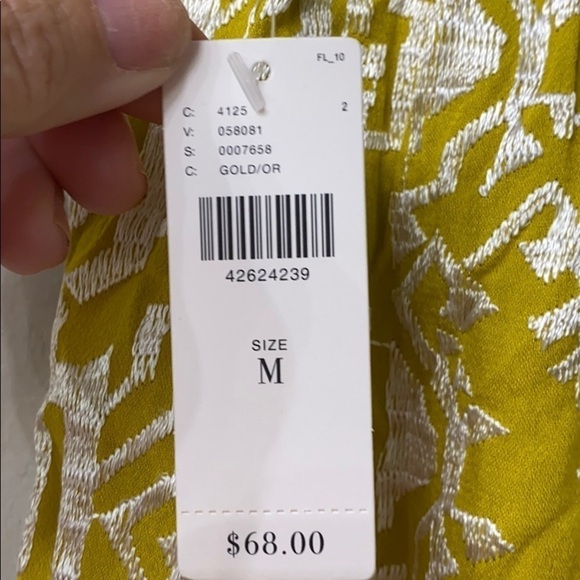 FL_10
C: 4125 2
V: 058081
S: 0007658
C: GOLD/OR
42624239
SIZE
M
$68.00